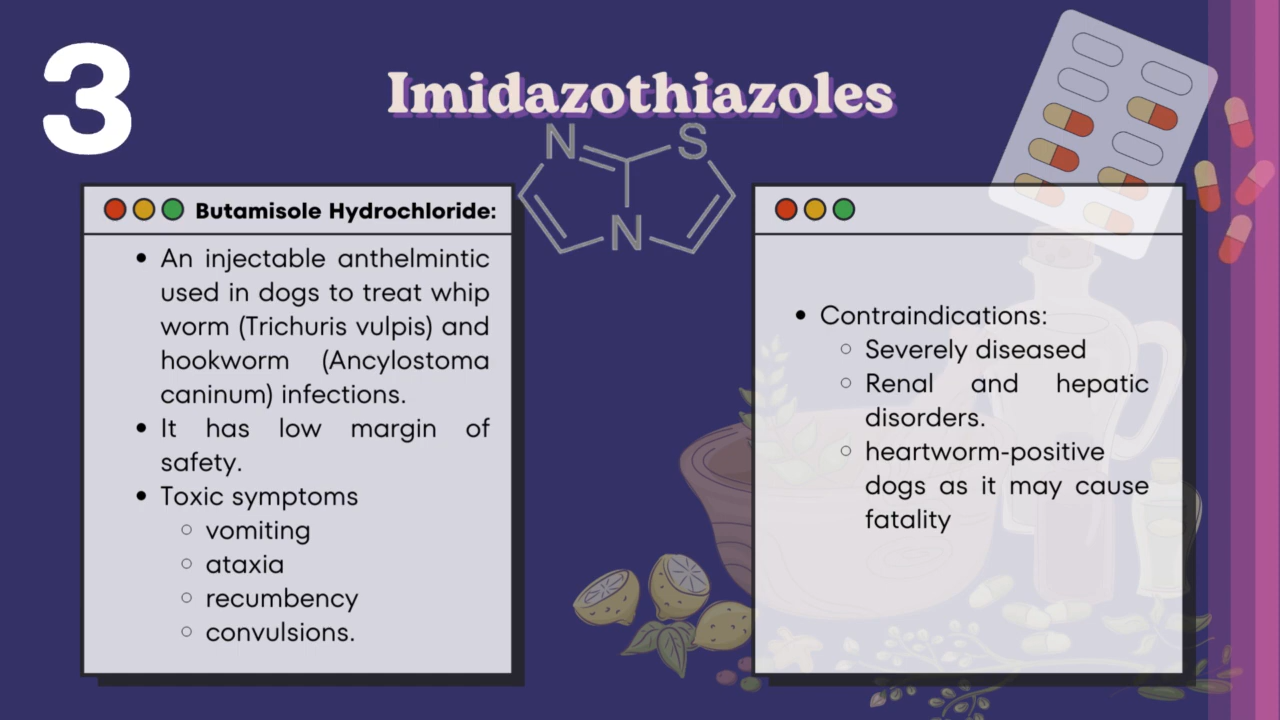 3
Imidazothiazoles
N
S
N
Butamisole Hydrochloride:
• An injectable anthelmintic
used in dogs to treat whip
worm (Trichuris vulpis) and
hookworm (Ancylostoma
caninum) infections.
• It has low margin of
safety.
• Toxic symptoms
○ vomiting
○ ataxia
○ recumbency
○ convulsions.
• Contraindications:
○ Severely diseased
○ Renal and hepatic
disorders.
○ heartworm-positive
dogs as it may cause
fatality